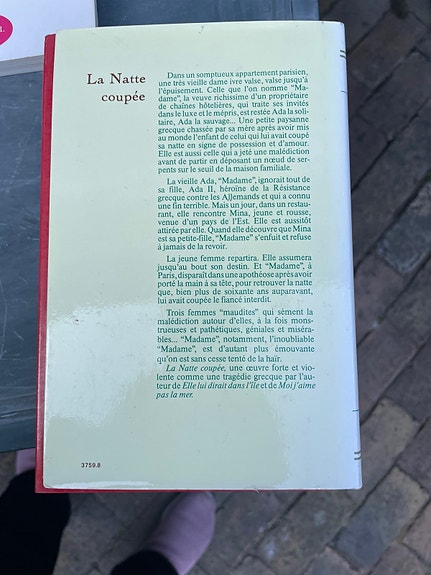 La Natte
coupée
Dans un somptueux appartement parisien,
une très vieille dame ivre valse, valse jusqu'à
l'épuisement. Celle que l'on nomme "Ma-
dame", la veuve richissime d'un propriétaire
de chaînes hôtelières, qui traite ses invités
dans le luxe et le mépris, est restée Ada la soli-
taire, Ada la sauvage... Une petite paysanne
grecque chassée par sa mère après avoir mis
au monde l'enfant de celui qui lui avait coupé
sa natte en signe de possession et d'amour.
Elle est aussi celle qui a jeté une malédiction
avant de partir en déposant un nœud de ser-
pents sur le seuil de la maison familiale.
La vieille Ada, "Madame", ignorait tout de
sa fille, Ada II, héroïne de la Résistance
grecque contre les Allemands et qui a connu
une fin terrible. Mais un jour, dans un restau-
rant, elle rencontre Mina, jeune et rousse,
venue d'un pays de l'Est. Elle est aussitôt
attirée par elle. Quand elle découvre que Mina
est sa petite-fille, "Madame" s'enfuit et refuse
à jamais de la revoir.
La jeune femme repartira. Elle assumera
jusqu'au bout son destin. Et "Madame", à
Paris, disparaît dans une apothéose après avoir
porté la main à sa tête, pour retrouver la natte
que, bien plus de soixante ans auparavant,
lui avait coupée le fiancé interdit.
Trois femmes "maudites" qui sèment la
malédiction autour d'elles, à la fois mons-
trueuses et pathétiques, géniales et miséra-
bles... "Madame", notamment, l'inoubliable
"Madame", est d'autant plus émouvante
qu'on est sans cesse tenté de la haïr.
La Natte coupée, une œuvre forte et vio-
lente comme une tragédie grecque par l'au-
teur de Elle lui dirait dans l'île et de Moi j'aime
pas la mer.
3759.8